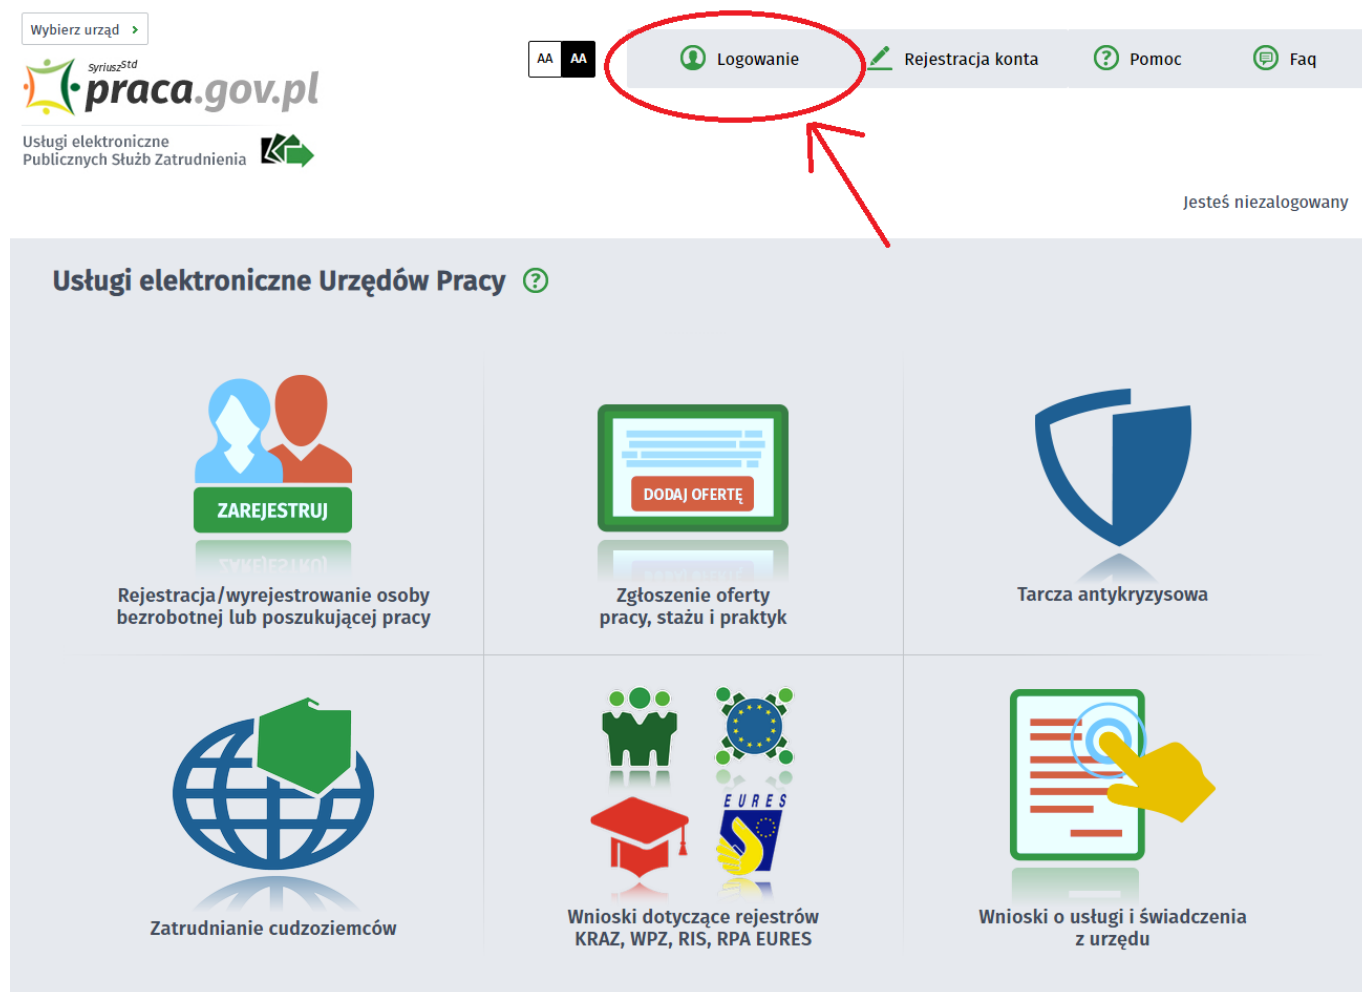 Wybierz urząd
AA AA
Logowanie
Rejestracja konta
Pomoc
Faq
SyriuszStd
praca.gov.pl
Usługi elektroniczne
Publicznych Służb Zatrudnienia
Jesteś niezalogowany
Usługi elektroniczne Urzędów Pracy ?
ZAREJESTRUJ
Rejestracja/wyrejestrowanie osoby
bezrobotnej lub poszukującej pracy
DODAJ OFERTĘ
Zgłoszenie oferty
pracy, stażu i praktyk
Tarcza antykryzysowa
Zatrudnianie cudzoziemców
EURES
Wnioski dotyczące rejestrów
KRAZ, WPZ, RIS, RPA EURES
Wnioski o usługi i świadczenia
z urzędu